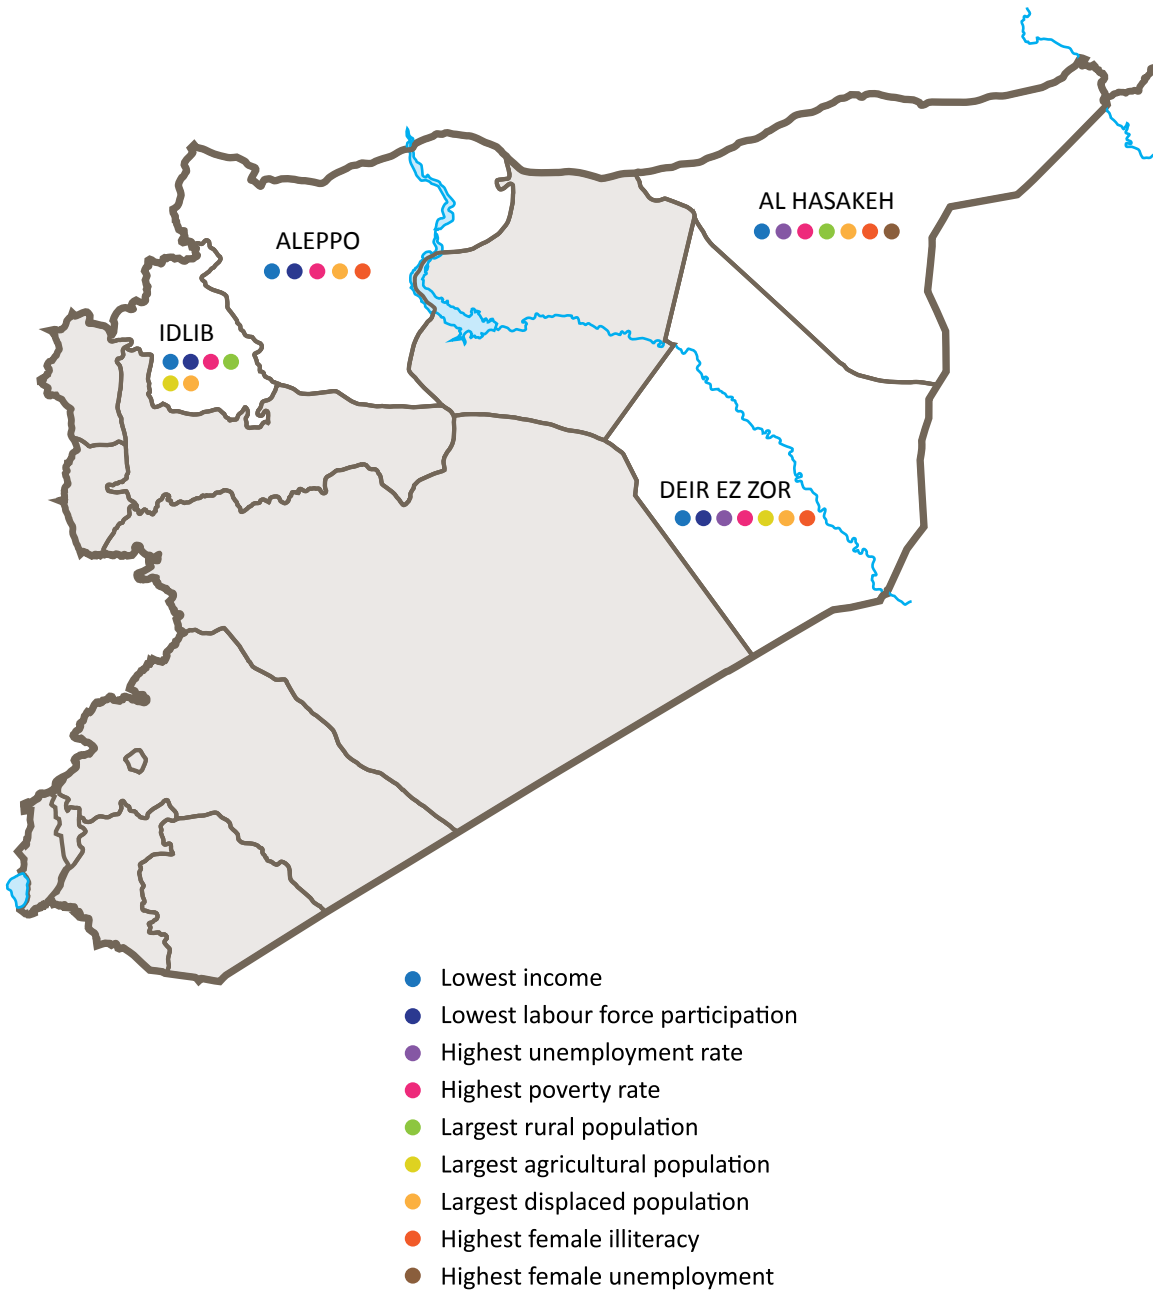 AL HASAKEH
ALEPPO
IDLIB
DEIR EZ ZOR
Lowest income
Lowest labour force participation
Highest unemployment rate
Highest poverty rate
Largest rural population
Largest agricultural population
Largest displaced population
Highest female illiteracy
Highest female unemployment